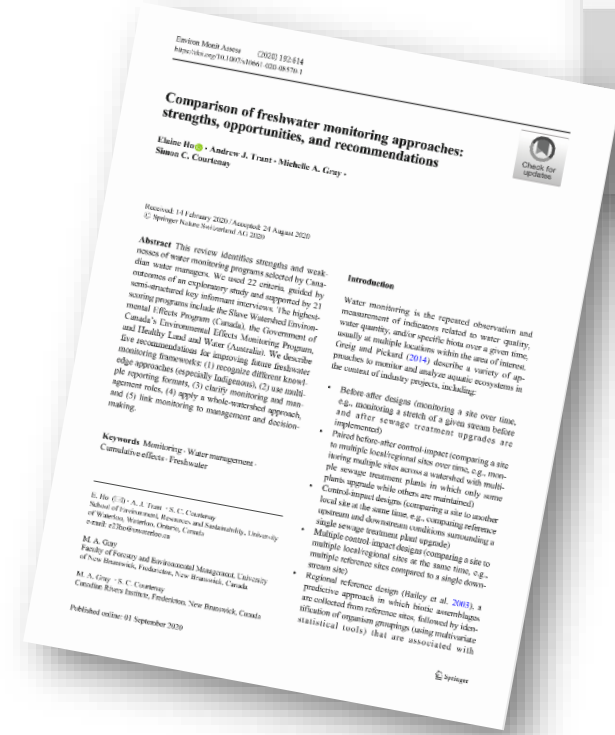 Environ Monit Assess (2020) 192:614
https://doi.org/10.1007/s10661-020-08570-1
Comparison of freshwater monitoring approaches:
strengths, opportunities, and recommendations
Elaine Ho · Andrew J. Trant · Michelle A. Gray ·
Simon C. Courtenay
Check for
updates
Received: 14 February 2020 / Accepted: 24 August 2020
© Springer Nature Switzerland AG 2020
Abstract This review identifies strengths and weak-
nesses of water monitoring programs selected by Cana-
dian water managers. We used 22 criteria, guided by
outcomes of an exploratory study and supported by 21
semi-structured key informant interviews. The highest-
scoring programs include the Slave Watershed Environ-
mental Effects Program (Canada), the Government of
Canada's Environmental Effects Monitoring Program,
and Healthy Land and Water (Australia). We describe
five recommendations for improving future freshwater
monitoring frameworks: (1) recognize different knowl-
edge approaches (especially Indigenous), (2) use multi-
ple reporting formats, (3) clarify monitoring and man-
agement roles, (4) apply a whole-watershed approach,
and (5) link monitoring to management and decision-
making.
Keywords Monitoring · Water management ·
Cumulative effects · Freshwater
E. Ho · A. J. Trant · S. C. Courtenay
School of Environment, Resources and Sustainability, University
of Waterloo, Waterloo, Ontario, Canada
e-mail: e23ho@uwaterloo.ca
M. A. Gray
Faculty of Forestry and Environmental Management, University
of New Brunswick, Fredericton, New Brunswick, Canada
M. A. Gray · S. C. Courtenay
Canadian Rivers Institute, Fredericton, New Brunswick, Canada
Published online: 01 September 2020
Introduction
Water monitoring is the repeated observation and
measurement of indicators related to water quality,
water quantity, and/or specific biota over a given time,
usually at multiple locations within the area of interest.
Greig and Pickard (2014) describe a variety of ap-
proaches to monitor and analyze aquatic ecosystems in
the context of industry projects, including:
• Before-after designs (monitoring a site over time,
e.g., monitoring a stretch of a given stream before
and after sewage treatment upgrades are
implemented)
• Paired before-after control-impact (comparing a site
to multiple local/regional sites over time, e.g., mon-
itoring multiple sites across a watershed with multi-
ple sewage treatment plants in which only some
plants upgrade while others are maintained)
• Control-impact designs (comparing a site to another
local site at the same time, e.g., comparing reference
upstream and downstream conditions surrounding a
single sewage treatment plant upgrade)
• Multiple control-impact designs (comparing a site to
multiple local/regional sites at the same time, e.g.,
multiple reference sites compared to a single down-
stream site)
• Regional reference design (Bailey et al. 2003), a
predictive approach in which biotic assemblages
are collected from reference sites, followed by iden-
tification of organism groupings (using multivariate
statistical tools) that are associated with
Springer